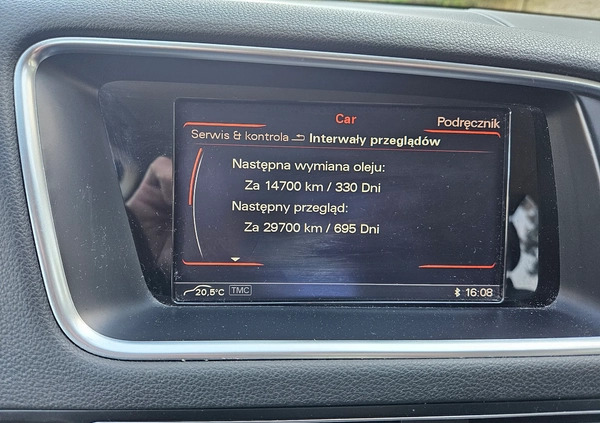 Car
Podręcznik
Serwis & kontrola Interwały przeglądów
Następna wymiana oleju:
Za 14700 km / 330 Dni
Następny przegląd:
Za 29700 km / 695 Dni
20,5°C TMC 16:08